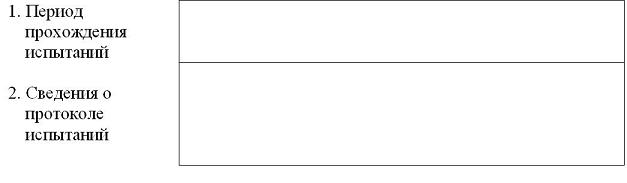 1. Период
прохождения
испытаний
2. Сведения о
протоколе
испытаний